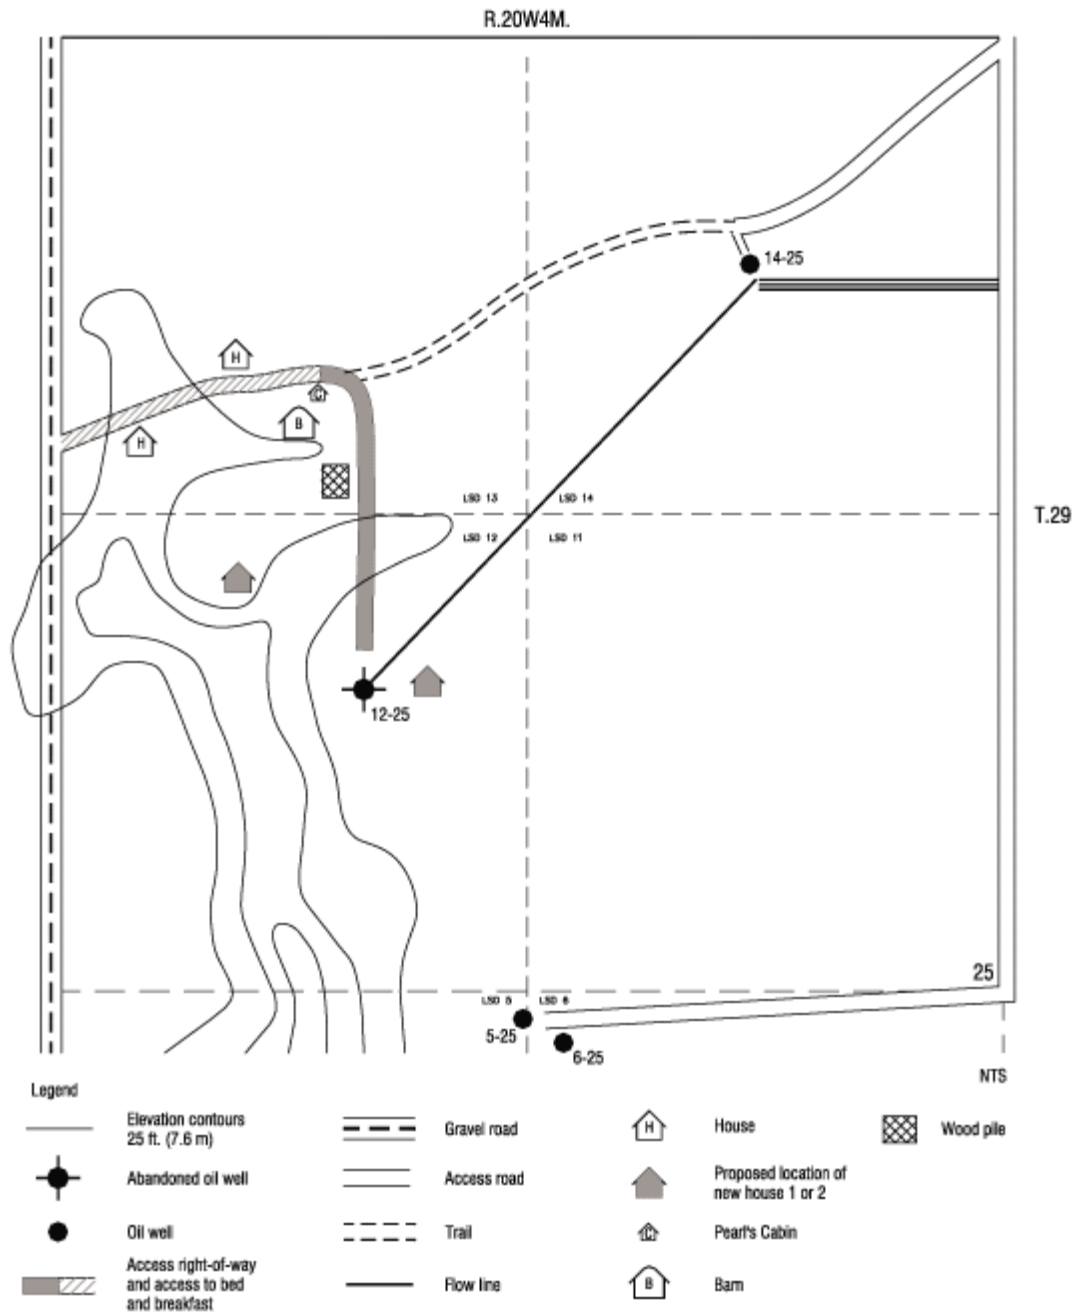 R.20W4M.
14-25
H
C
B
H
LSD 13
LSD 14
T.29
LSD 12
LSD 11
12-25
25
LSD 5
LSD 6
5-25
6-25
NTS
Legend
Elevation contours
25 ft. (7.6 m)
Gravel road
H
House
Wood pile
Abandoned oil well
Access road
Proposed location of
new house 1 or 2
Oil well
Trail
C
Pearl's Cabin
Access right-of-way
and access to bed
and breakfast
Flow line
B
Barn